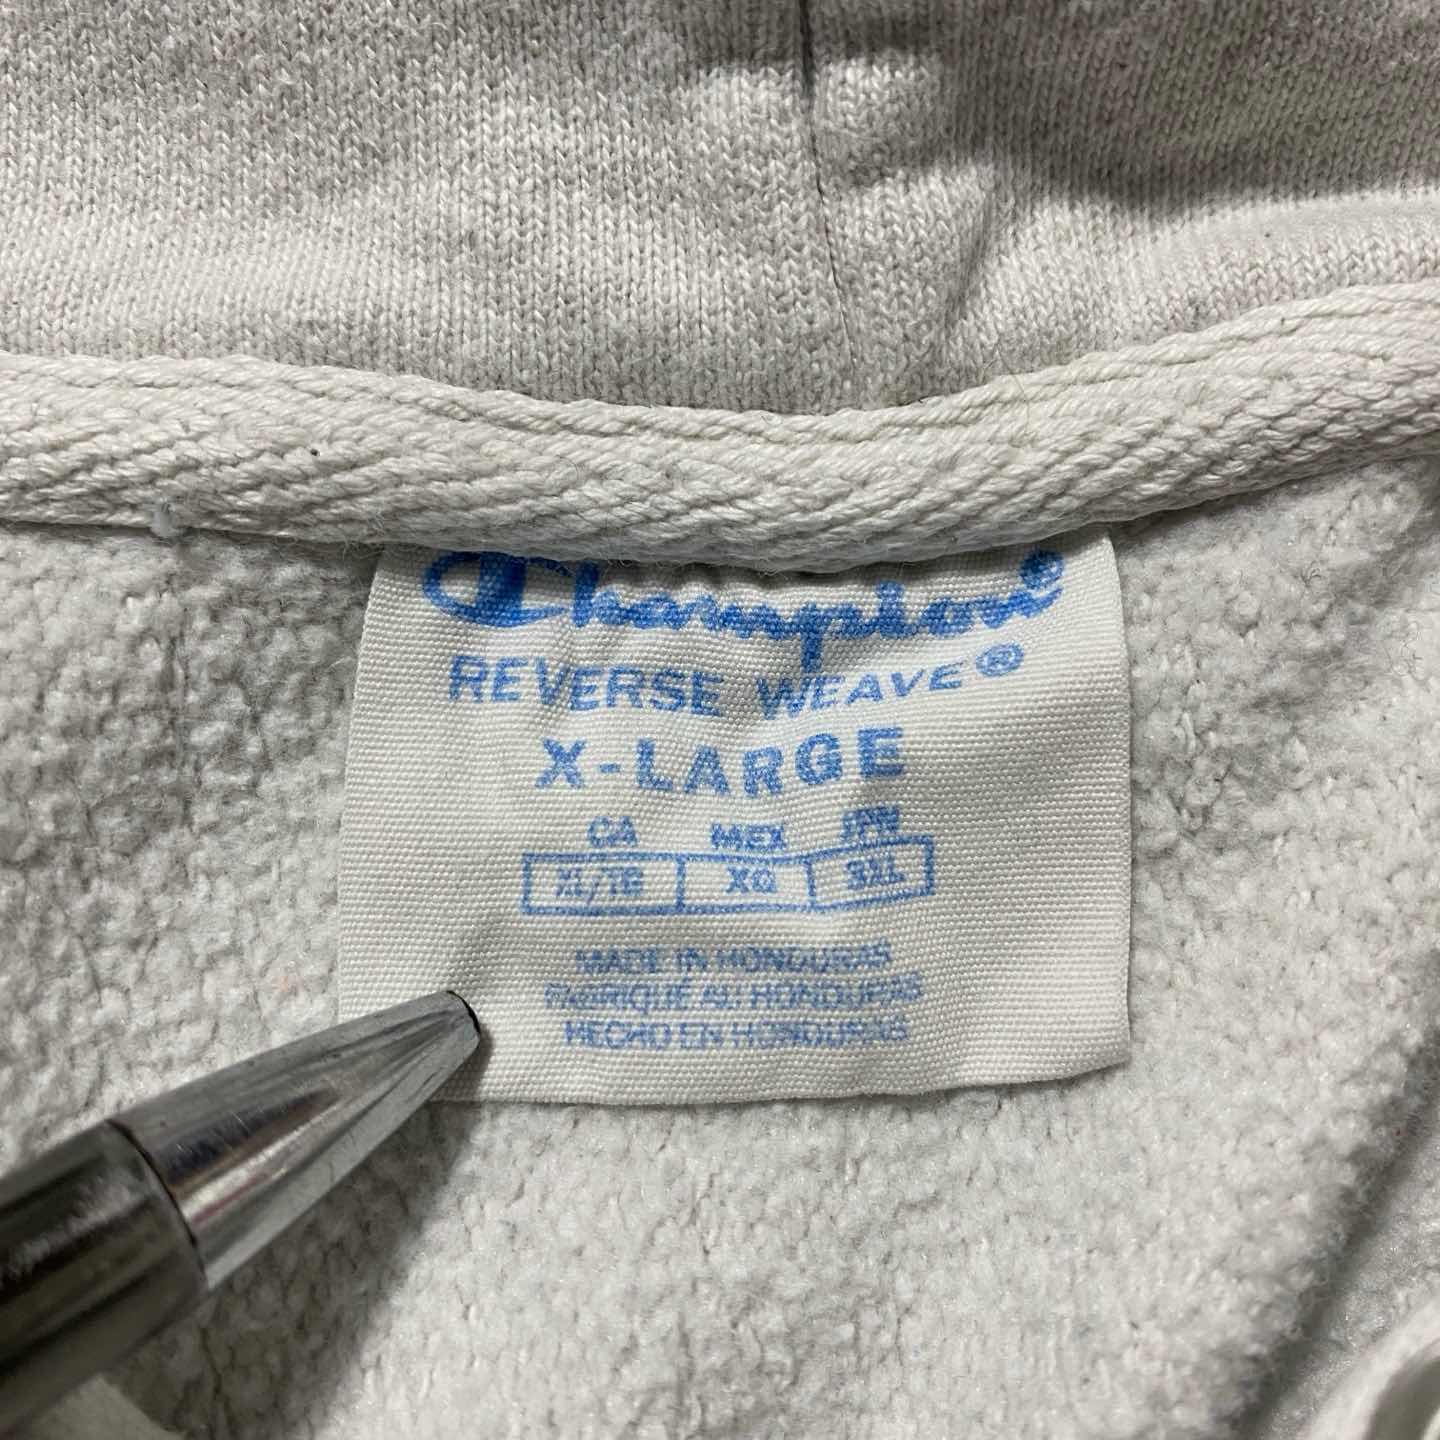 Champion®
REVERSE WEAVE®
X-LARGE
CA MEX JPN
XL/TG XG 3XL
MADE IN HONDURAS
FABRIQUE AU HONDURAS
HECHO EN HONDURAS